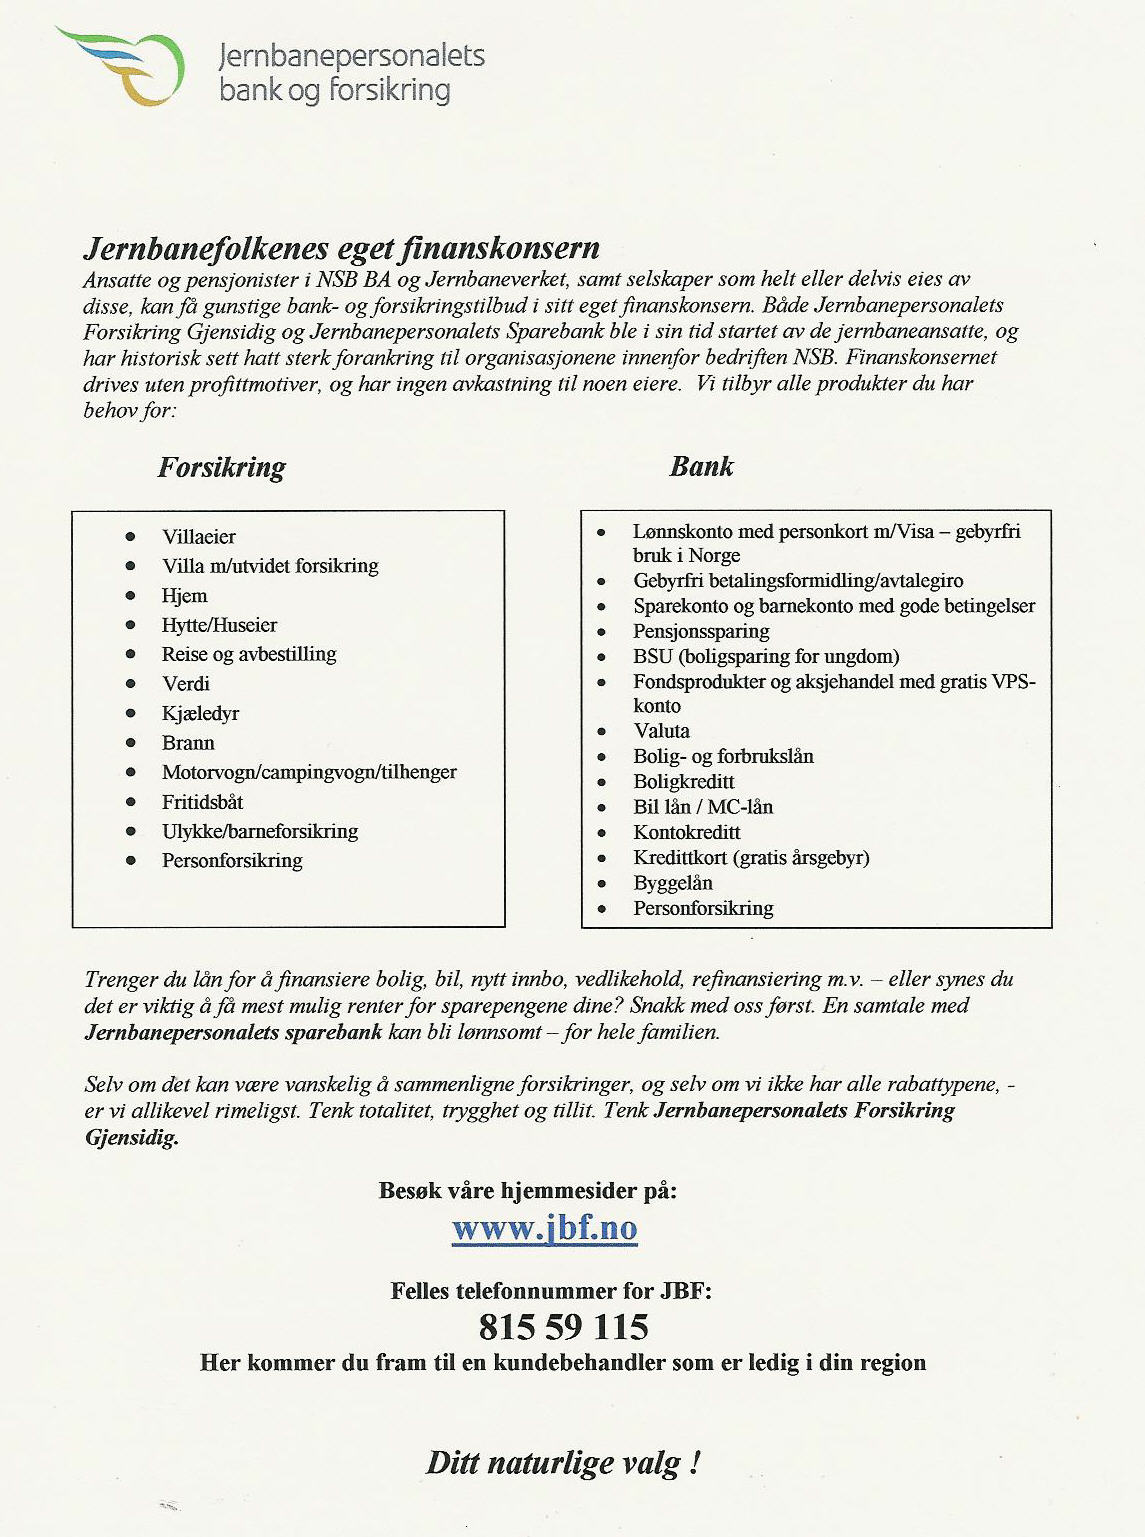 Jernbanepersonalets
bank og forsikring
Jernbanefolkenes eget finanskonsern
Ansatte og pensjonister i NSB BA og Jernbaneverket, samt selskaper som helt eller delvis eies av
disse, kan få gunstige bank- og forsikringstilbud i sitt eget finanskonsern. Både Jernbanepersonalets
Forsikring Gjensidig og Jernbanepersonalets Sparebank ble i sin tid startet av de jernbaneansatte, og
har historisk sett hatt sterk forankring til organisasjonene innenfor bedriften NSB. Finanskonsernet
drives uten profittmotiver, og har ingen avkastning til noen eiere. Vi tilbyr alle produkter du har
behov for:
Forsikring
• Villaeier
• Villa m/utvidet forsikring
• Hjem
• Hytte/Huseier
• Reise og avbestilling
• Verdi
• Kjæledyr
• Brann
• Motorvogn/campingvogn/tilhenger
• Fritidsbåt
• Ulykke/barneforsikring
• Personforsikring
Bank
• Lønnskonto med personkort m/Visa – gebyrfri
bruk i Norge
• Gebyrfri betalingsformidling/avtalegiro
• Sparekonto og barnekonto med gode betingelser
• Pensjonssparing
• BSU (boligsparing for ungdom)
• Fondsprodukter og aksjehandel med gratis VPS-
konto
• Valuta
• Bolig- og forbrukslån
• Boligkreditt
• Bil lån / MC-lån
• Kontokreditt
• Kredittkort (gratis årsgebyr)
• Byggelån
• Personforsikring
Trenger du lån for å finansiere bolig, bil, nytt innbo, vedlikehold, refinansiering m.v. – eller synes du
det er viktig å få mest mulig renter for sparepengene dine? Snakk med oss først. En samtale med
Jernbanepersonalets sparebank kan bli lønnsomt – for hele familien.
Selv om det kan være vanskelig å sammenligne forsikringer, og selv om vi ikke har alle rabattypene, -
er vi allikevel rimeligst. Tenk totalitet, trygghet og tillit. Tenk Jernbanepersonalets Forsikring
Gjensidig.
Besøk våre hjemmesider på:
www.jbf.no
Felles telefonnummer for JBF:
815 59 115
Her kommer du fram til en kundebehandler som er ledig i din region
Ditt naturlige valg !